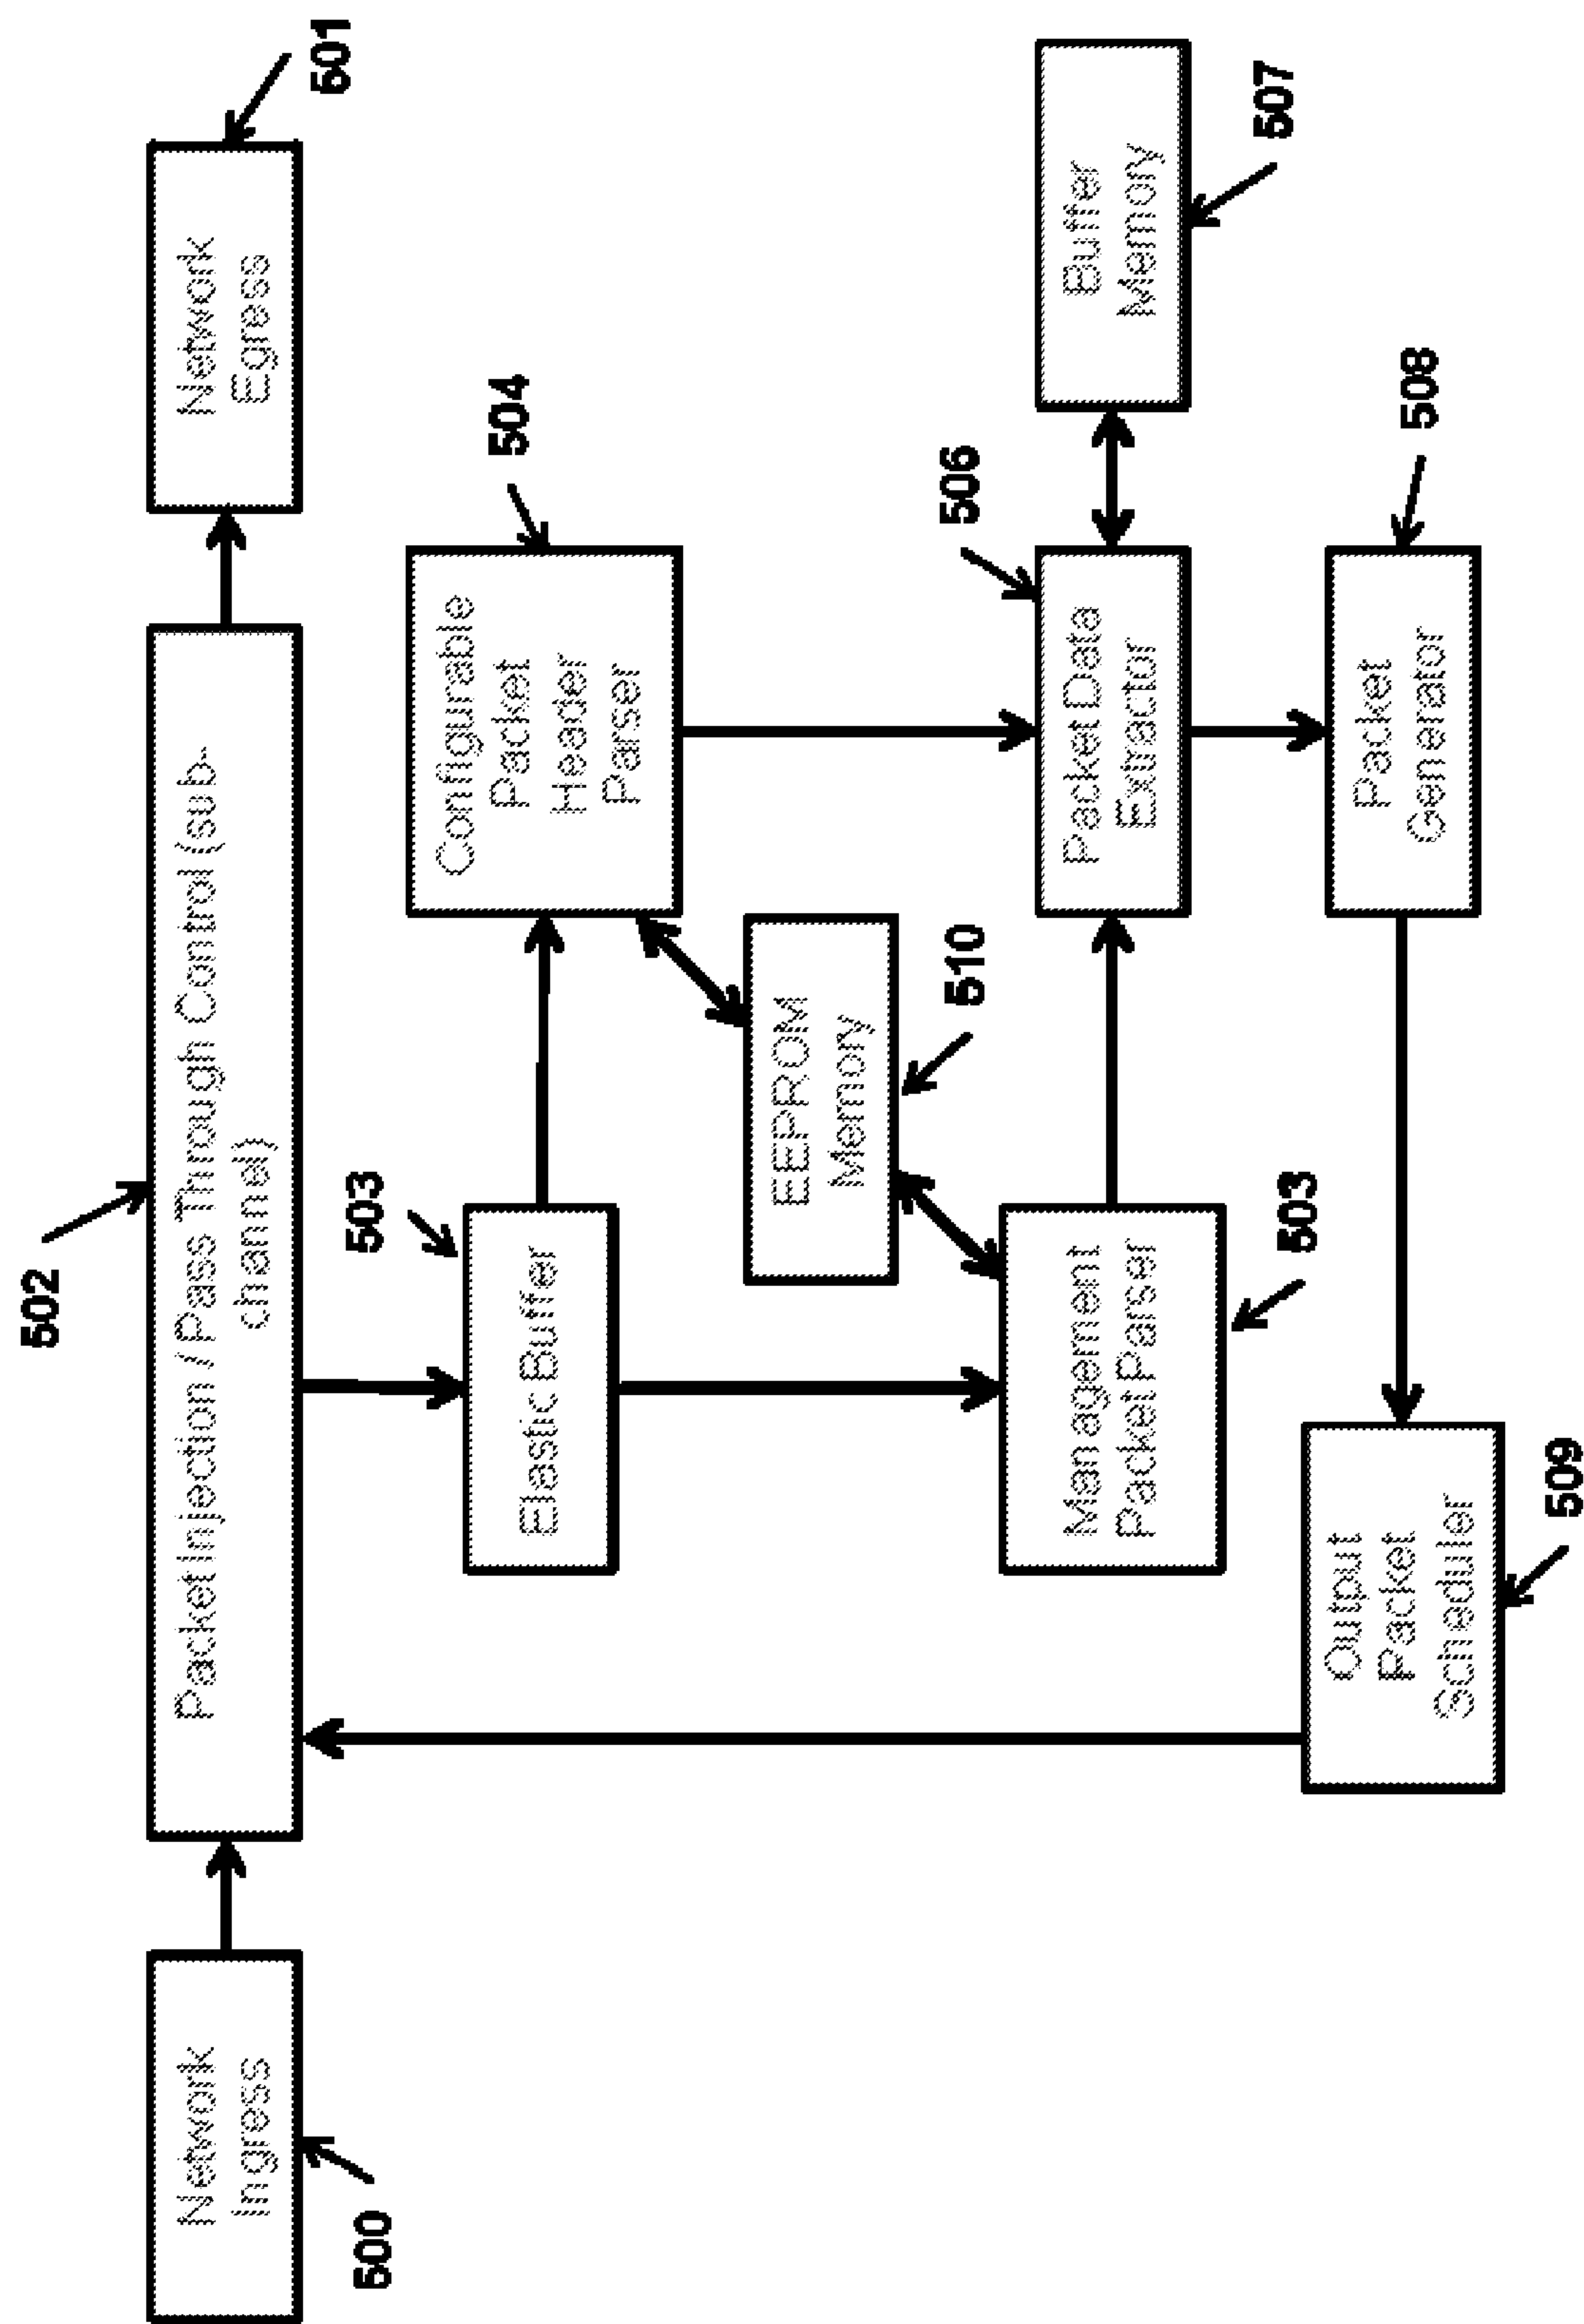 501
Network
Egress
502
Packet Injection / Pass Through Control (sub-
channel)
Network
Ingress
500
504
Configurable
Packet
Header
Parser
503
Elastic Buffer
EEPROM
Memory
510
506
Packet Data
Extractor
Buffer
Memory
507
Management
Packet Parser
503
508
Packet
Generator
Output
Packet
Scheduler
509